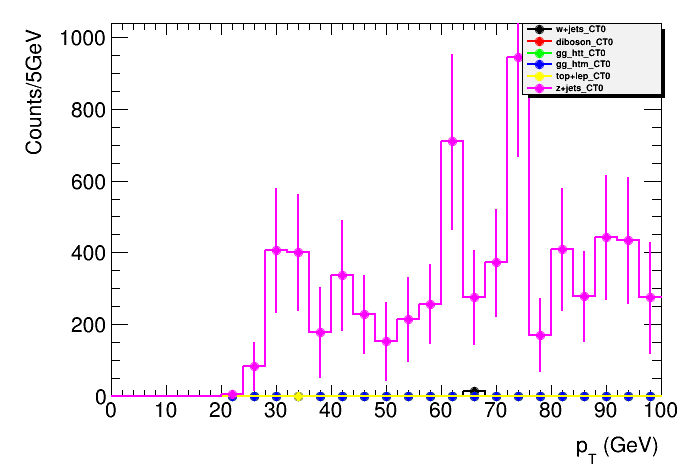 Counts/5GeV
1000
800
600
400
200
0
w+jets_CT0
diboson_CT0
gg_htt_CT0
gg_htm_CT0
top+lep_CT0
z+jets_CT0
0 10 20 30 40 50 60 70 80 90 100
p_T (GeV)